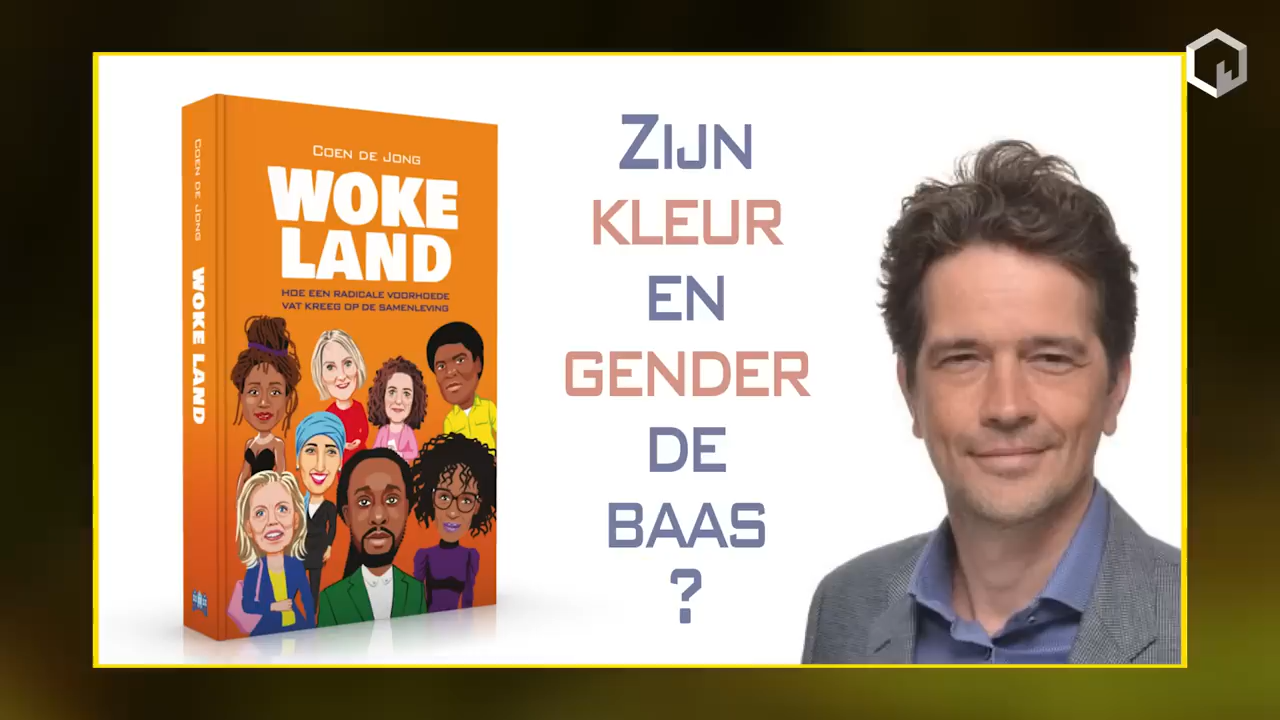 COEN DE JONG
WOKE LAND
COEN DE JONG
WOKE
LAND
HOE EEN RADICALE VOORHOEDE
VAT KREEG OP DE SAMENLEVING
ZIJN
KLEUR
EN
GENDER
DE
BAAS
?